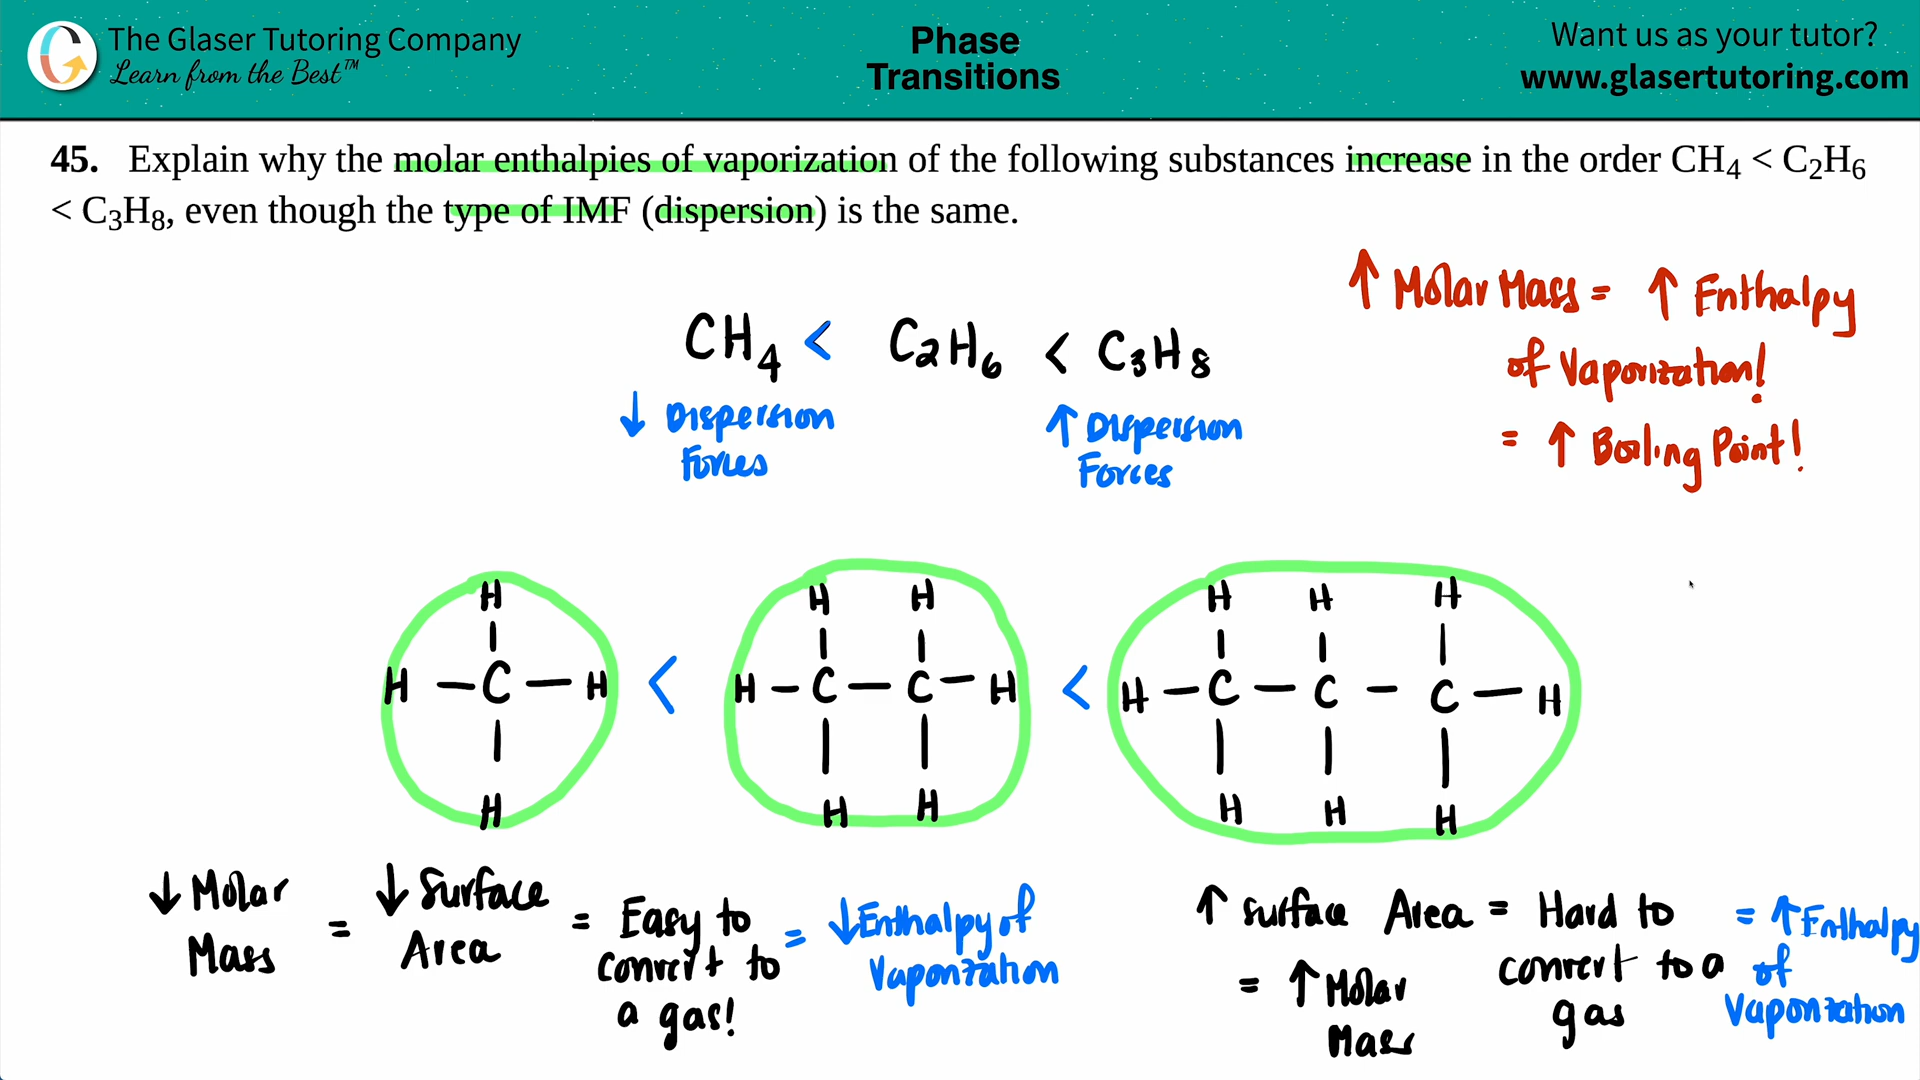 The Glaser Tutoring Company
Learn from the Best™
Phase
Transitions
Want us as your tutor?
www.glasertutoring.com
45. Explain why the molar enthalpies of vaporization of the following substances increase in the order CH₄ < C₂H₆
< C₃H₈, even though the type of IMF (dispersion) is the same.
CH₄ < C₂H₆ < C₃H₈
↓ Dispersion
Forces
↑ Dispersion
Forces
↑ Molar Mass = ↑ Enthalpy
of Vaporization!
= ↑ Boiling Point!
H
H H
H H H
H – C – H < H – C – C – H < H – C – C – C – H
H
H H
H H H
↓ Molar
Mass
= ↓ Surface
Area
= Easy to
convert to
a gas!
= ↓ Enthalpy of
Vaporization
↑ Surface Area = Hard to
convert to a
gas
= ↑ Molar
Mass
= ↑ Enthalpy
of
Vaporization